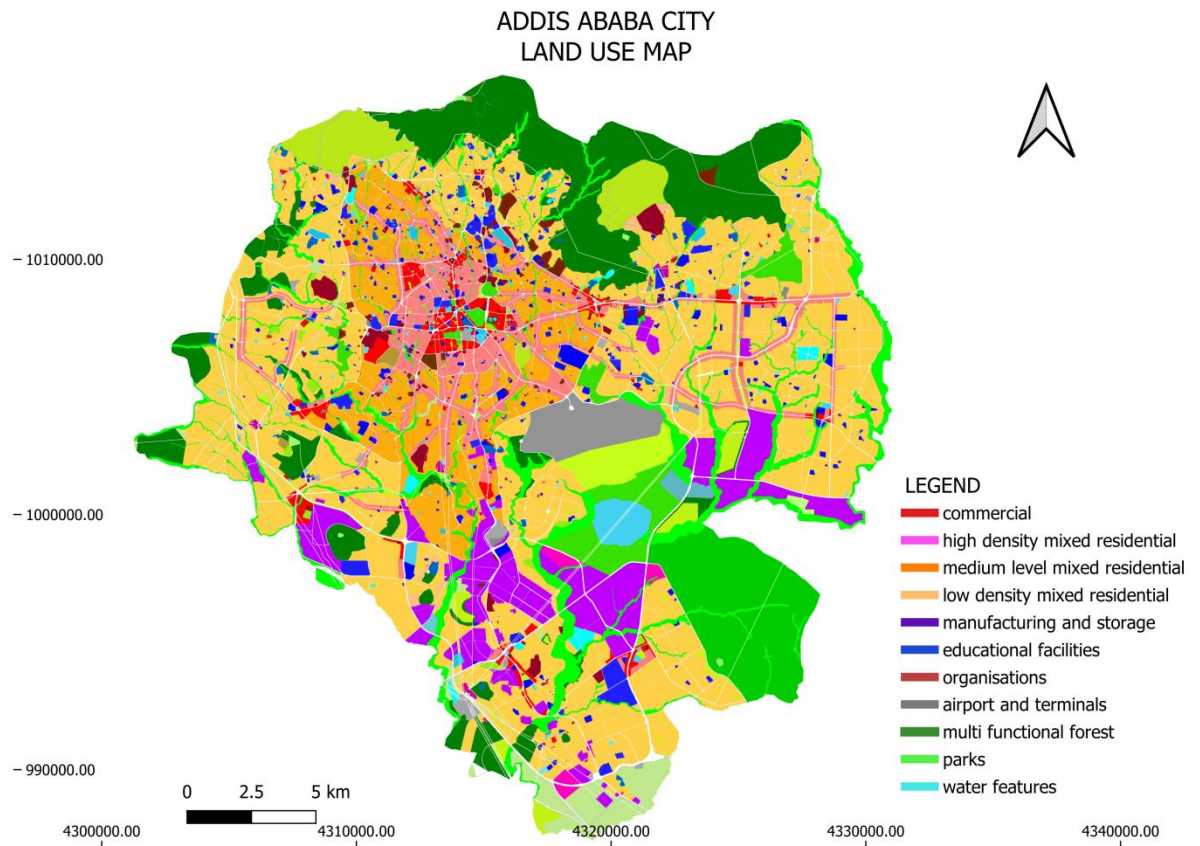 ADDIS ABABA CITY
LAND USE MAP
1010000.00
1000000.00
990000.00
LEGEND
commercial
high density mixed residential
medium level mixed residential
low density mixed residential
manufacturing and storage
educational facilities
organisations
airport and terminals
multi functional forest
parks
water features
0 2.5 5 km
4300000.00 4310000.00 4320000.00 4330000.00 4340000.00